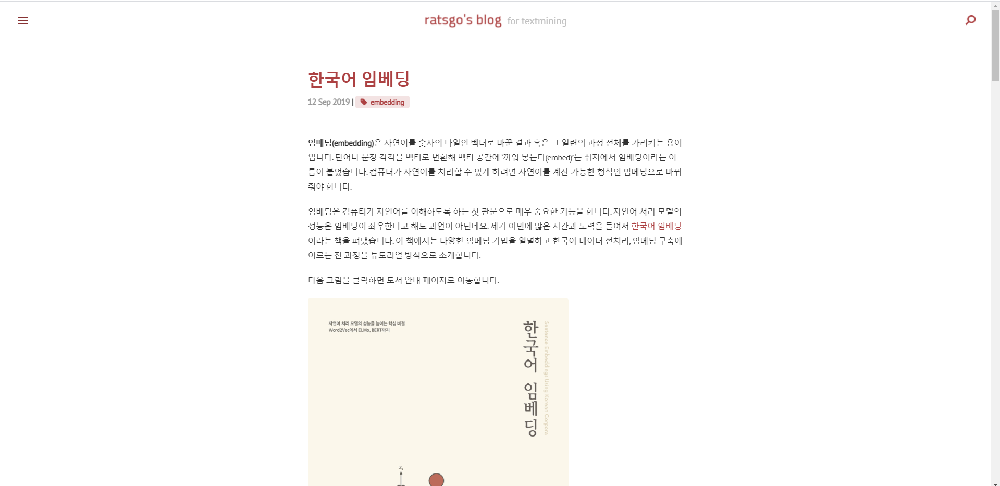 ratsgo's blog for textmining
한국어 임베딩
12 Sep 2019 | embedding
임베딩(embedding)은 자연어를 숫자의 나열인 벡터로 바꾼 결과 혹은 그 일련의 과정 전체를 가리키는 용어
입니다. 단어나 문장 각각을 벡터로 변환해 벡터 공간에 ‘끼워 넣는다(embed)’는 취지에서 임베딩이라는 이
름이 붙었습니다. 컴퓨터가 자연어를 처리할 수 있게 하려면 자연어를 계산 가능한 형식인 임베딩으로 바꿔
줘야 합니다.
임베딩은 컴퓨터가 자연어를 이해하도록 하는 첫 관문으로 매우 중요한 기능을 합니다. 자연어 처리 모델의
성능은 임베딩이 좌우한다고 해도 과언이 아닌데요. 제가 이번에 많은 시간과 노력을 들여서 한국어 임베딩
이라는 책을 펴냈습니다. 이 책에서는 다양한 임베딩 기법을 일별하고 한국어 데이터 전처리, 임베딩 구축에
이르는 전 과정을 튜토리얼 방식으로 소개합니다.
다음 그림을 클릭하면 도서 안내 페이지로 이동합니다.
자연어 처리 모델의 성능을 높이는 핵심 비결
Word2Vec에서 ELMo, BERT까지
한국어 임베딩
Sentence Embeddings Using Korean Corpora